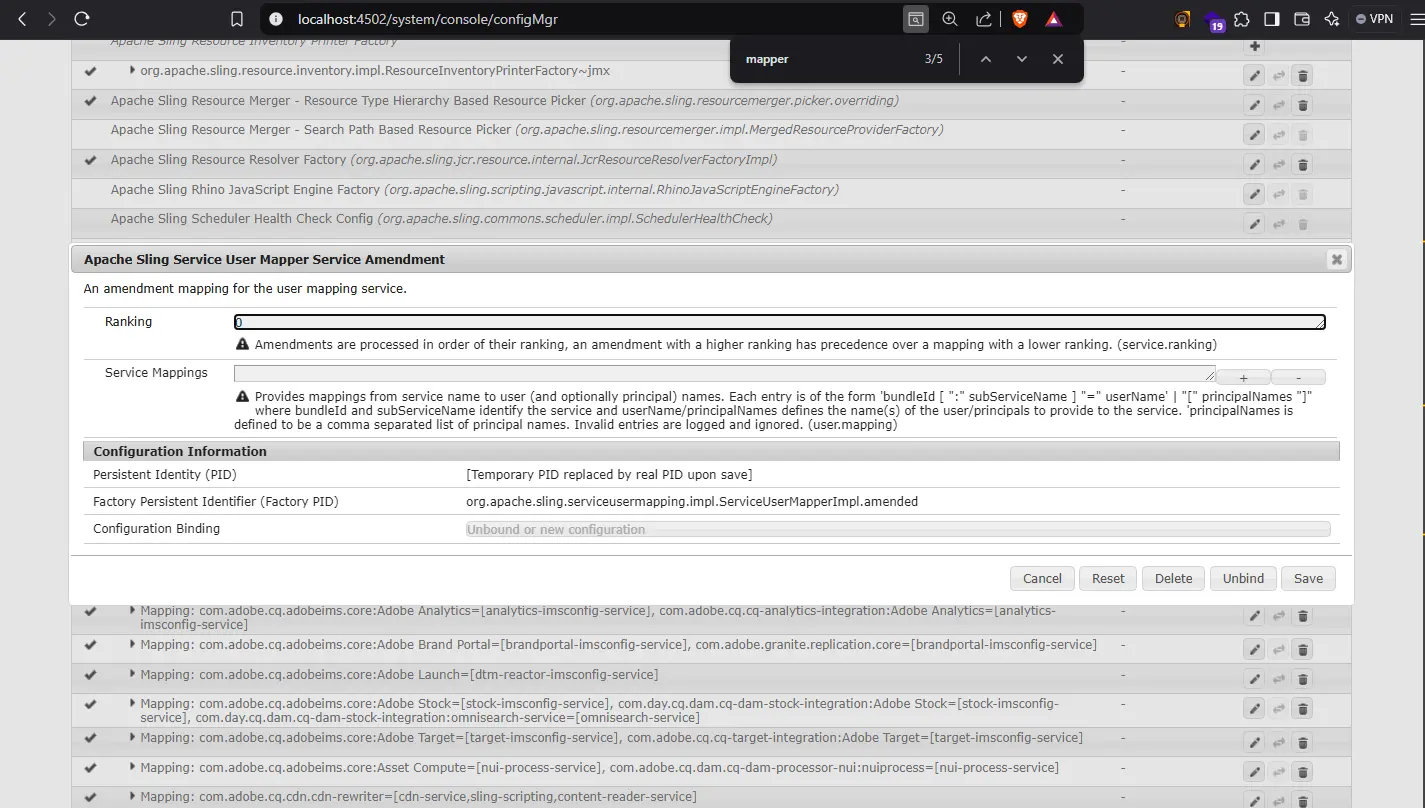 localhost:4502/system/console/configMgr
19
VPN
mapper 3/5
Apache Sling Resource Inventory Printer Factory -
org.apache.sling.resource.inventory.impl.ResourceInventoryPrinterFactory~jmx -
Apache Sling Resource Merger - Resource Type Hierarchy Based Resource Picker (org.apache.sling.resourcemerger.picker.overriding) -
Apache Sling Resource Merger - Search Path Based Resource Picker (org.apache.sling.resourcemerger.impl.MergedResourceProviderFactory) -
Apache Sling Resource Resolver Factory (org.apache.sling.jcr.resource.internal.JcrResourceResolverFactoryImpl) -
Apache Sling Rhino JavaScript Engine Factory (org.apache.sling.scripting.javascript.internal.RhinoJavaScriptEngineFactory) -
Apache Sling Scheduler Health Check Config (org.apache.sling.commons.scheduler.impl.SchedulerHealthCheck) -
Apache Sling Service User Mapper Service Amendment
An amendment mapping for the user mapping service.
Ranking 0
Amendments are processed in order of their ranking, an amendment with a higher ranking has precedence over a mapping with a lower ranking. (service.ranking)
Service Mappings + -
Provides mappings from service name to user (and optionally principal) names. Each entry is of the form 'bundleId [ ":" subServiceName ] "=" userName' | "[" principalNames "]"
where bundleId and subServiceName identify the service and userName/principalNames defines the name(s) of the user/principals to provide to the service. 'principalNames is
defined to be a comma separated list of principal names. Invalid entries are logged and ignored. (user.mapping)
Configuration Information
Persistent Identity (PID) [Temporary PID replaced by real PID upon save]
Factory Persistent Identifier (Factory PID) org.apache.sling.serviceusermapping.impl.ServiceUserMapperImpl.amended
Configuration Binding Unbound or new configuration
Cancel Reset Delete Unbind Save
Mapping: com.adobe.cq.adobeims.core:Adobe Analytics=[analytics-imsconfig-service], com.adobe.cq.cq-analytics-integration:Adobe Analytics=[analytics- -
imsconfig-service]
Mapping: com.adobe.cq.adobeims.core:Adobe Brand Portal=[brandportal-imsconfig-service], com.adobe.granite.replication.core=[brandportal-imsconfig-service] -
Mapping: com.adobe.cq.adobeims.core:Adobe Launch=[dtm-reactor-imsconfig-service] -
Mapping: com.adobe.cq.adobeims.core:Adobe Stock=[stock-imsconfig-service], com.day.cq.dam.cq-dam-stock-integration:Adobe Stock=[stock-imsconfig- -
service], com.day.cq.dam.cq-dam-stock-integration:omnisearch-service=[omnisearch-service]
Mapping: com.adobe.cq.adobeims.core:Adobe Target=[target-imsconfig-service], com.adobe.cq.cq-target-integration:Adobe Target=[target-imsconfig-service] -
Mapping: com.adobe.cq.adobeims.core:Asset Compute=[nui-process-service], com.adobe.cq.dam.cq-dam-processor-nui:nuiprocess=[nui-process-service] -
Mapping: com.adobe.cq.cdn.cdn-rewriter=[cdn-service,sling-scripting,content-reader-service] -